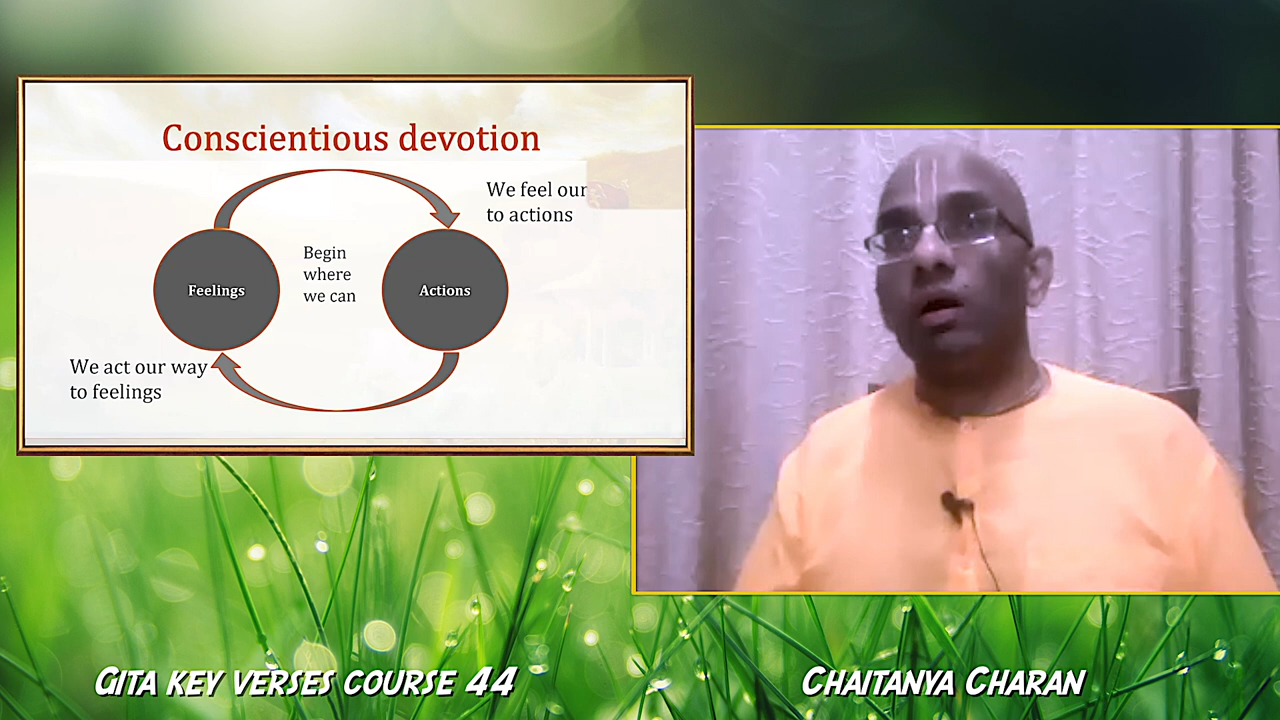 Conscientious devotion
We feel our
to actions
Begin
where
we can
Feelings
Actions
We act our way
to feelings
GITA KEY VERSES COURSE 44
CHAITANYA CHARAN